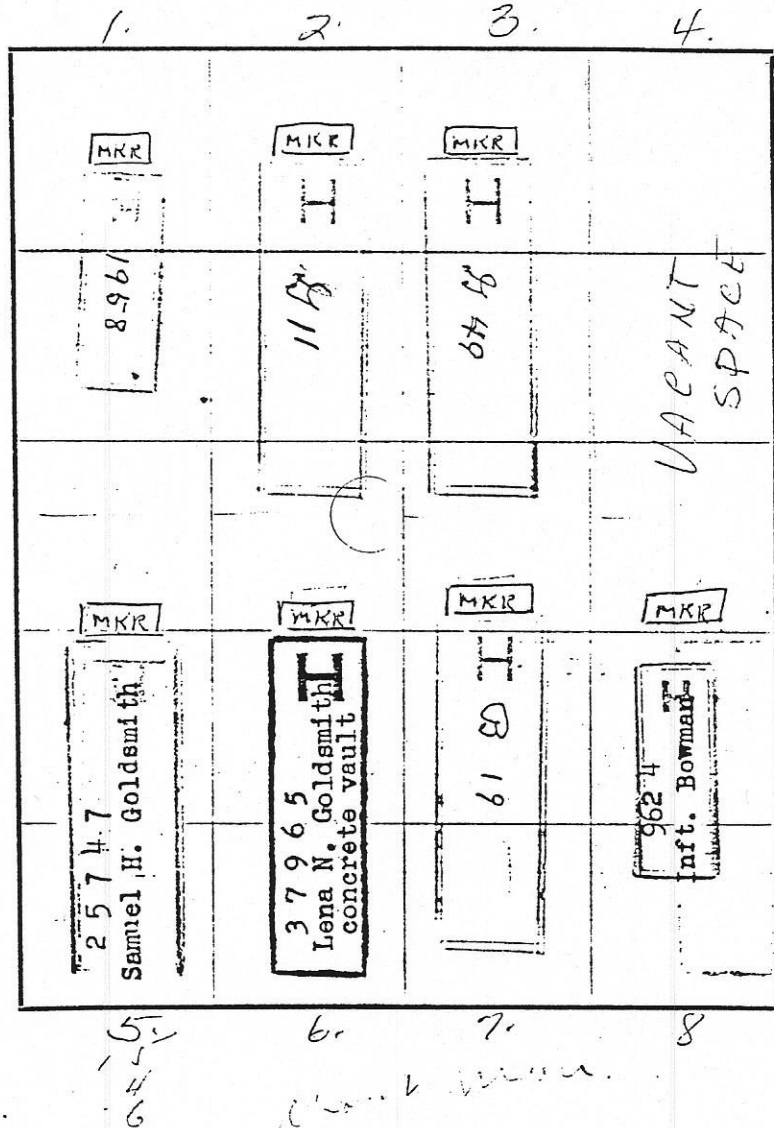 1. 2. 3. 4.
MKR MKR MKR
1968
VACANT
SPACE
MKR MKR MKR MKR
25747
Samuel H. Goldsmith
37965
Lena N. Goldsmith
concrete vault
61
9624
Inft. Bowman
5. 6. 7. 8